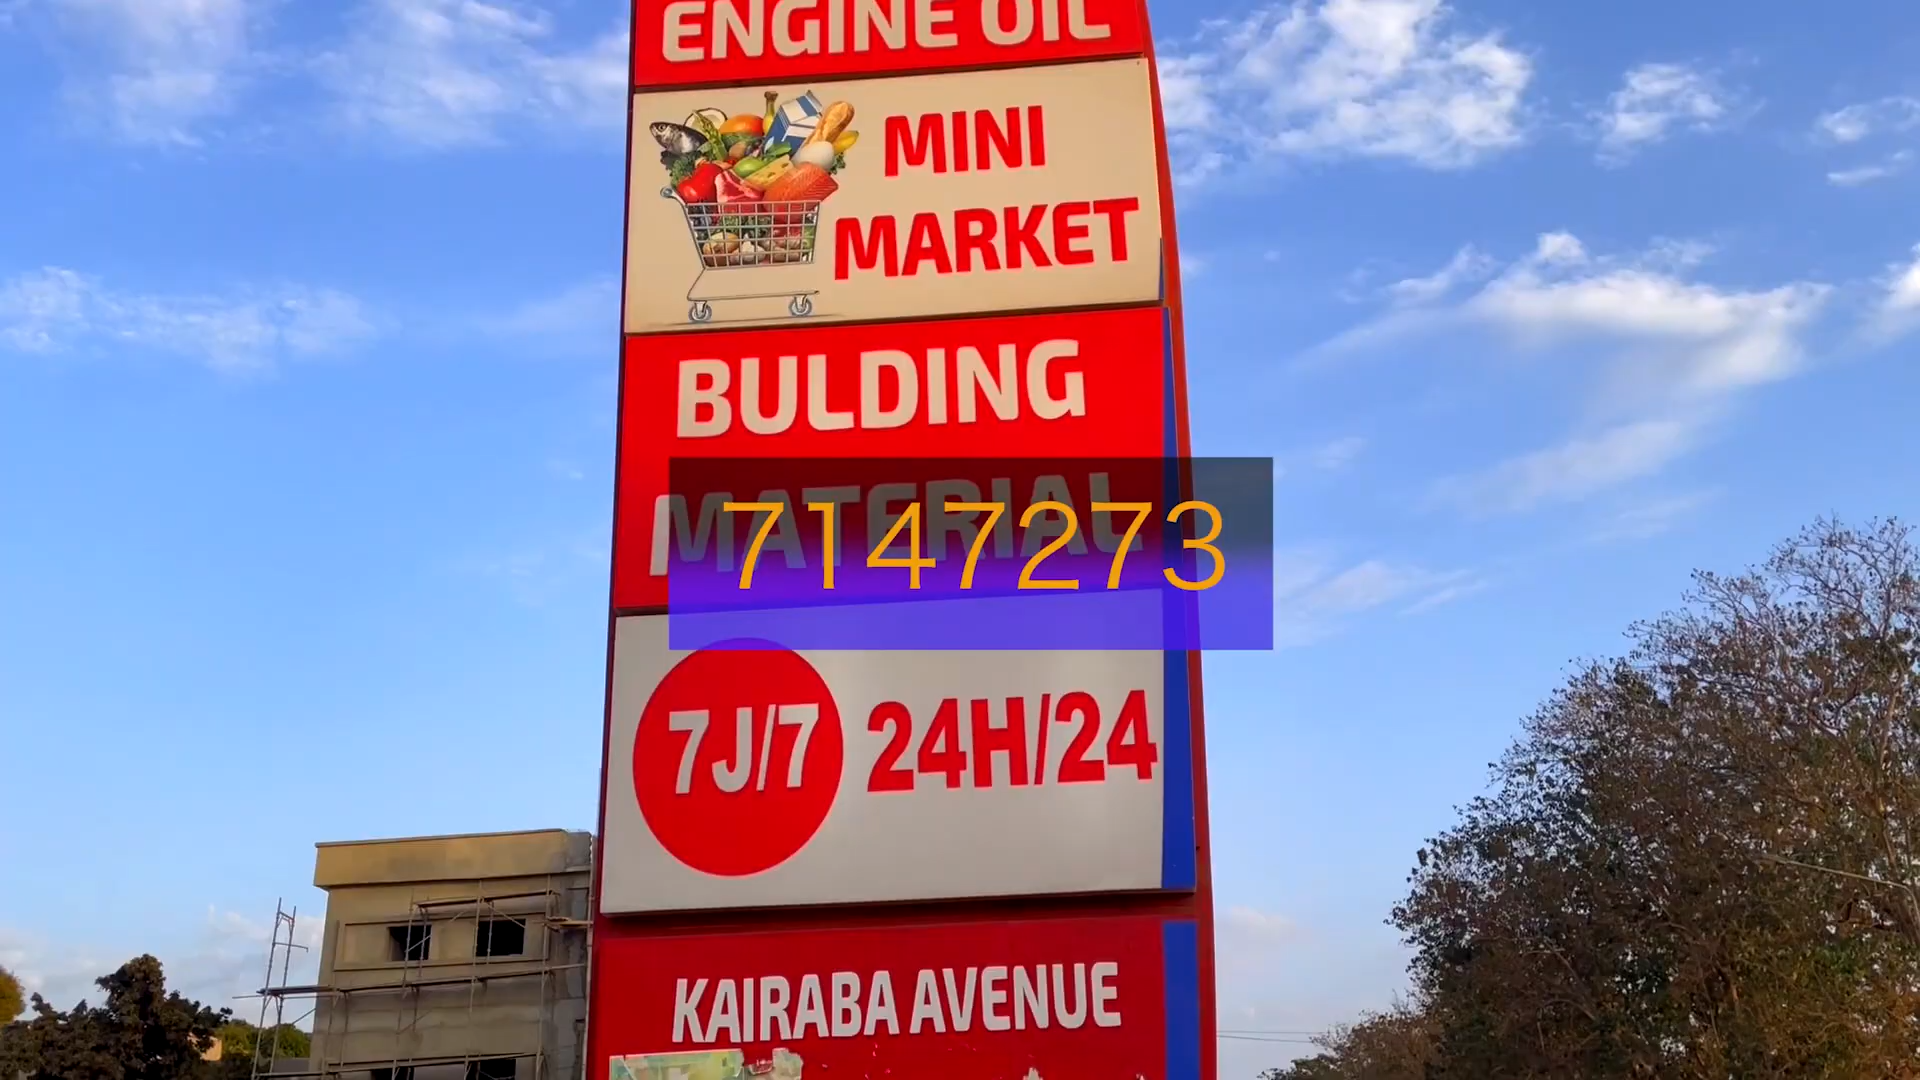 ENGINE OIL
MINI
MARKET
BULDING
MATERIAL
7147273
7J/7 24H/24
KAIRABA AVENUE